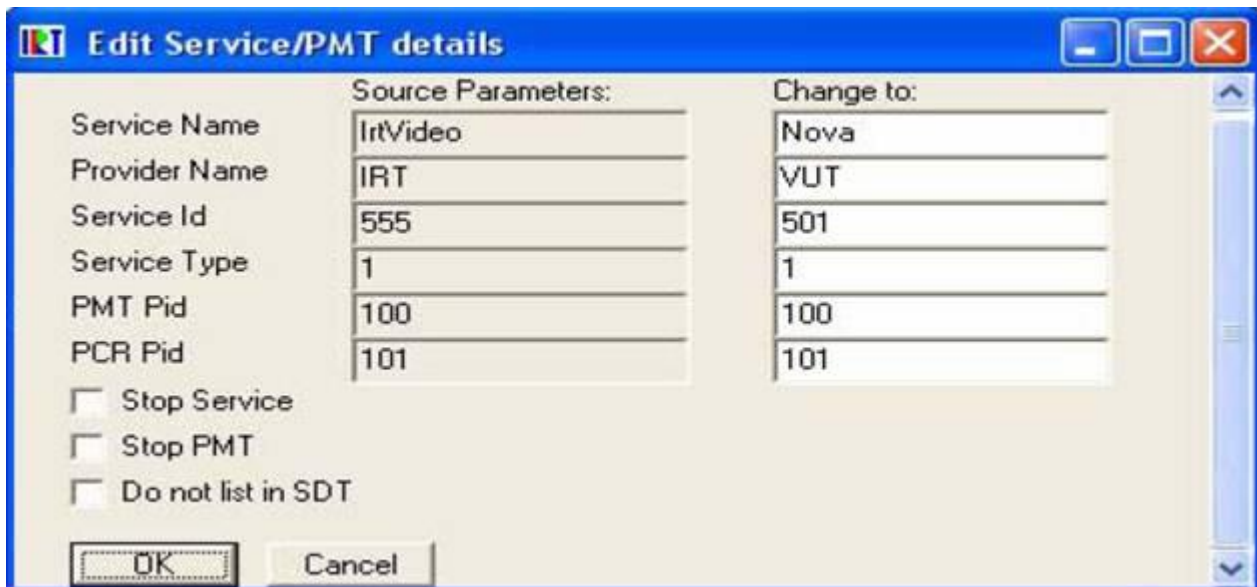 IRT Edit Service/PMT details
Source Parameters: Change to:
Service Name IrtVideo Nova
Provider Name IRT VUT
Service Id 555 501
Service Type 1 1
PMT Pid 100 100
PCR Pid 101 101
Stop Service
Stop PMT
Do not list in SDT
OK Cancel